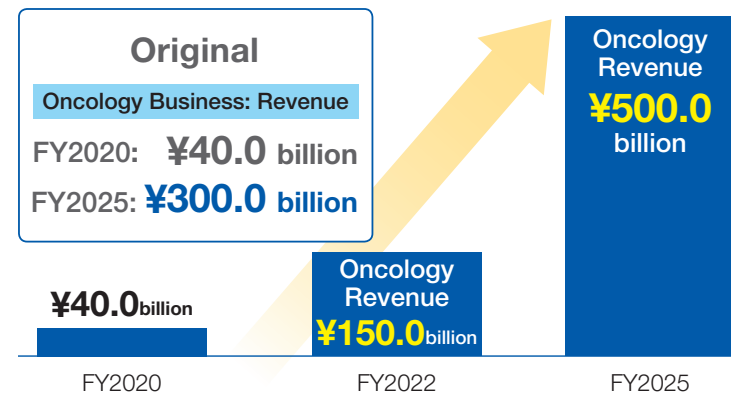 Original
Oncology Business: Revenue
FY2020: ¥40.0 billion
FY2025: ¥300.0 billion
¥40.0billion
Oncology
Revenue
¥150.0billion
Oncology
Revenue
¥500.0
billion
FY2020
FY2022
FY2025